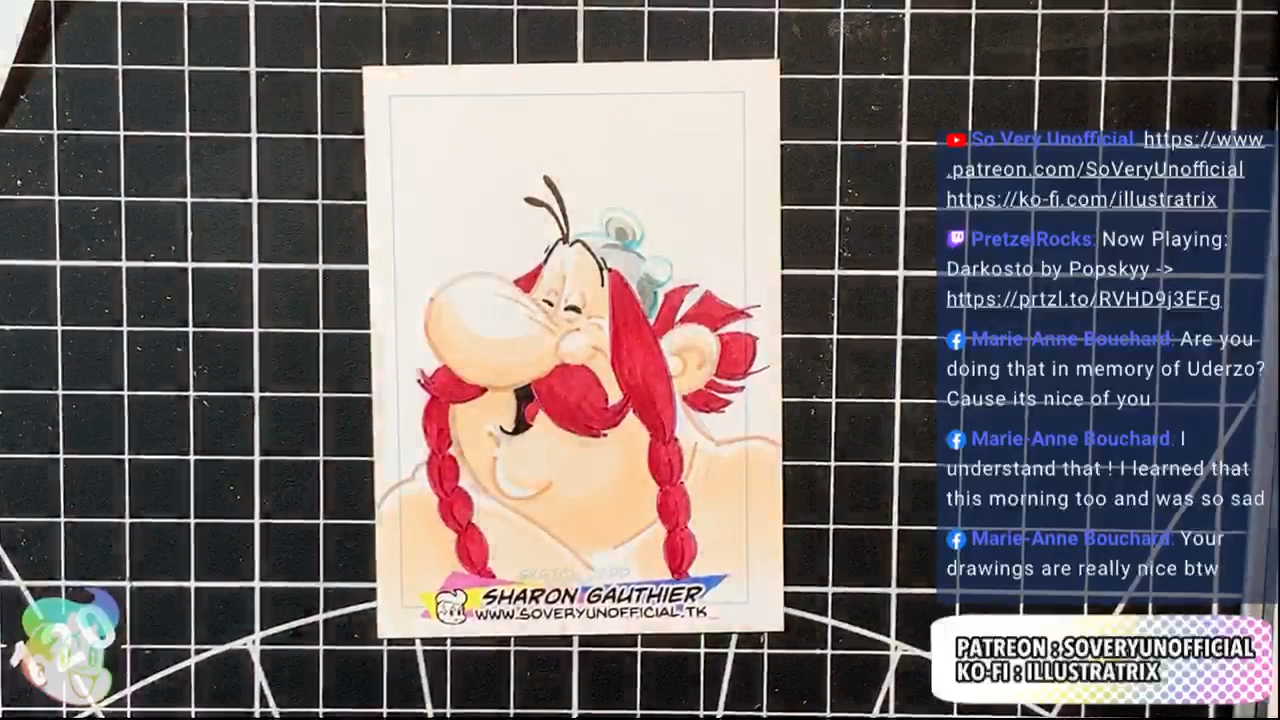 SKETCH CARD
SHARON GAUTHIER
WWW.SOVERYUNOFFICIAL.TK
So Very Unofficial: https://www
.patreon.com/SoVeryUnofficial
https://ko-fi.com/illustratrix
PretzelRocks: Now Playing:
Darkosto by Popskyy ->
https://prtzl.to/RVHD9j3EFg
Marie-Anne Bouchard: Are you
doing that in memory of Uderzo?
Cause its nice of you
Marie-Anne Bouchard: I
understand that ! I learned that
this morning too and was so sad
Marie-Anne Bouchard: Your
drawings are really nice btw
PATREON : SOVERYUNOFFICIAL
KO-FI : ILLUSTRATRIX